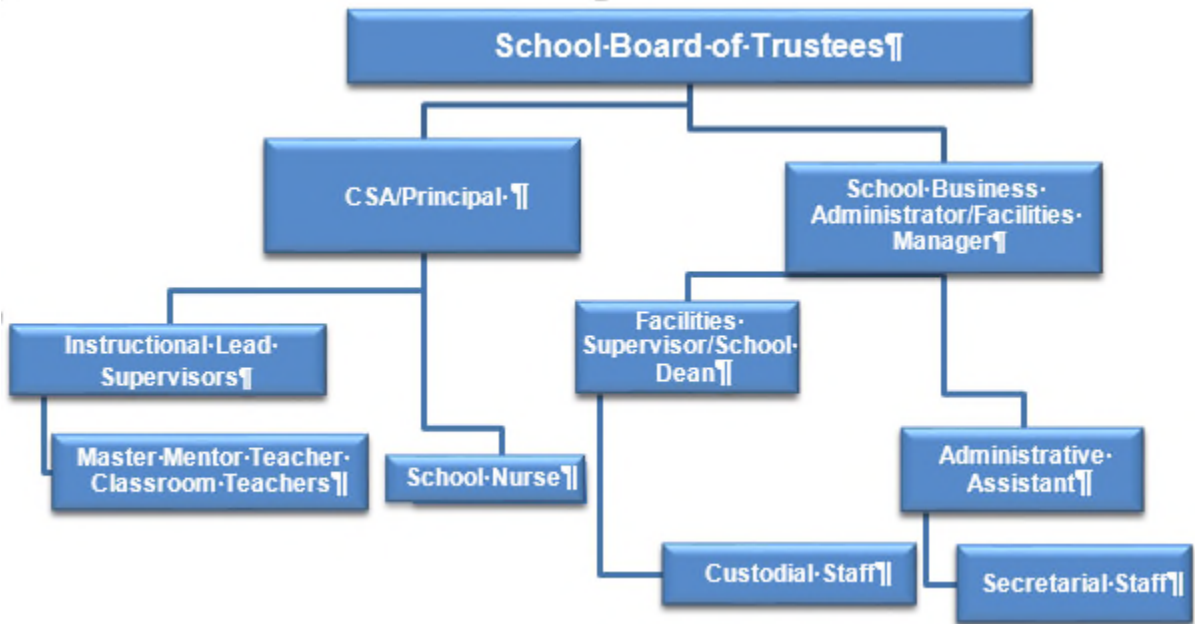 School·Board·of·Trustees¶
CSA/Principal·¶
School·Business·
Administrator/Facilities·
Manager¶
Instructional·Lead·
Supervisors¶
Facilities·
Supervisor/School·
Dean¶
Master·Mentor·Teacher·
Classroom·Teachers¶
School·Nurse¶
Administrative·
Assistant¶
Custodial·Staff¶
Secretarial·Staff¶